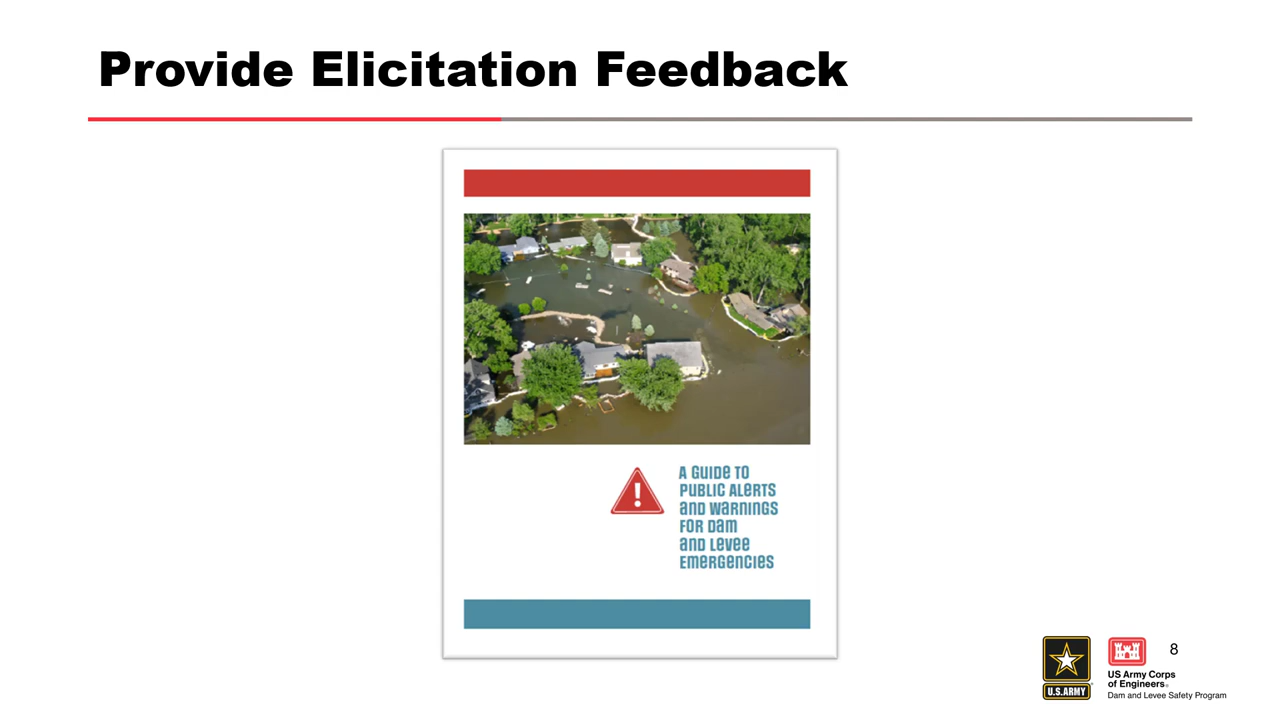 Provide Elicitation Feedback
A GUIDE TO
PUBLIC ALERTS
AND WARNINGS
FOR DAM
AND LEVEE
EMERGENCIES
8
U.S.ARMY
US Army Corps
of Engineers®
Dam and Levee Safety Program